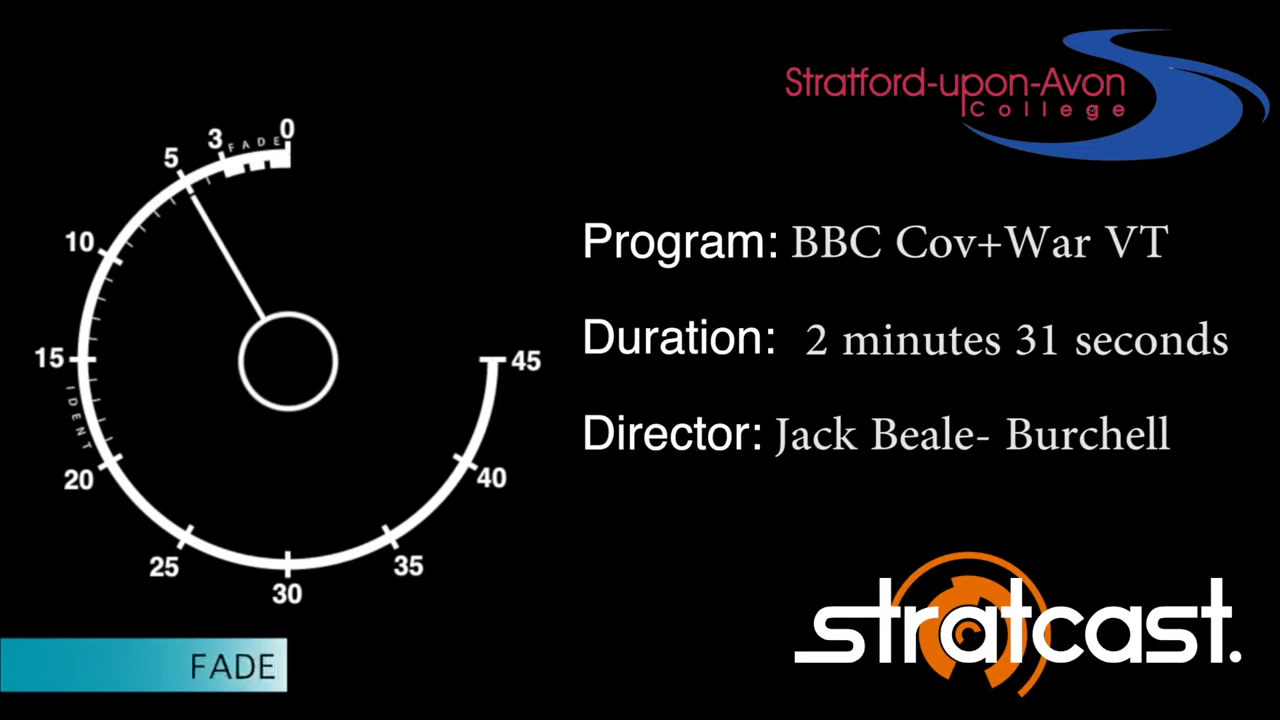 Stratford-upon-Avon
College
0
3
FADE
5
10
15
IDENT
20
25
30
35
40
45
Program: BBC Cov+War VT
Duration: 2 minutes 31 seconds
Director: Jack Beale- Burchell
stratcast.
FADE